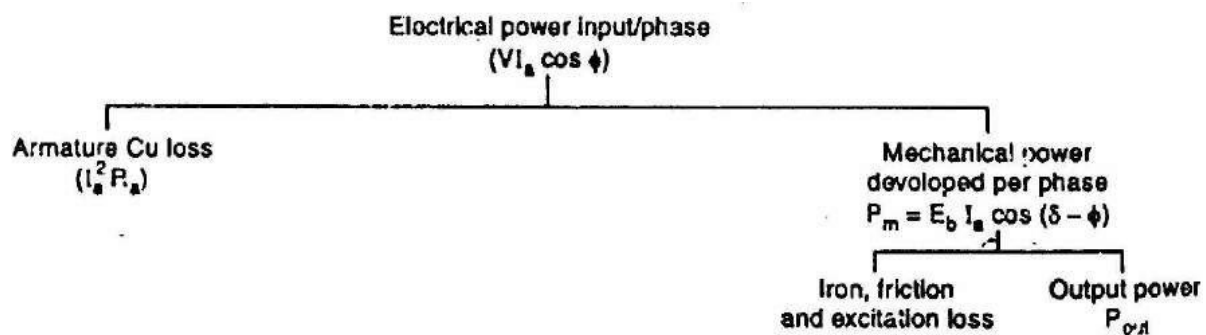 Eloctrical power input/phase
(VIₐ cos ϕ)
Armature Cu loss
(Iₐ² Rₐ)
Mechanical power
devoloped per phase
Pₘ = E_b Iₐ cos (δ – ϕ)
Iron, friction
and excitation loss
Output power
P_out